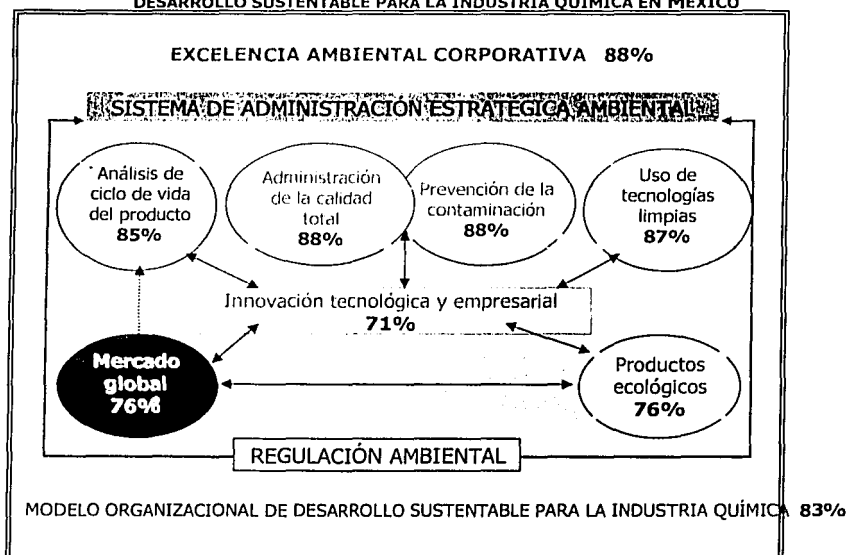 DESARROLLO SUSTENTABLE PARA LA INDUSTRIA QUÍMICA EN MÉXICO
EXCELENCIA AMBIENTAL CORPORATIVA 88%
SISTEMA DE ADMINISTRACIÓN ESTRATEGICA AMBIENTAL
Análisis de
ciclo de vida
del producto
85%
Administración
de la calidad
total
88%
Prevención de la
contaminación
88%
Uso de
tecnologías
limpias
87%
Innovación tecnológica y empresarial
71%
Mercado
global
76%
Productos
ecológicos
76%
REGULACIÓN AMBIENTAL
MODELO ORGANIZACIONAL DE DESARROLLO SUSTENTABLE PARA LA INDUSTRIA QUÍMICA 83%